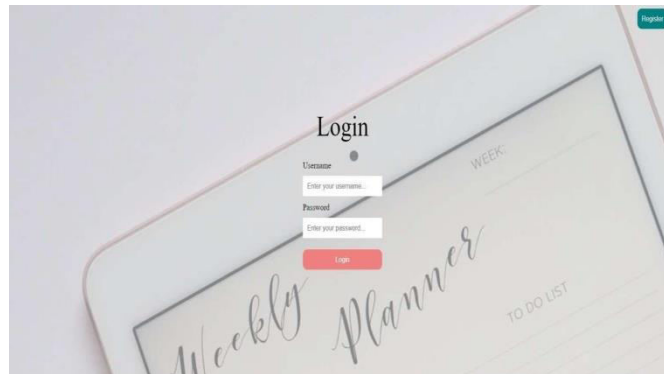 Register
Login
Username
Enter your username...
Password
Enter your password...
Login
WEEK:
Weekly
Planner
TO DO LIST